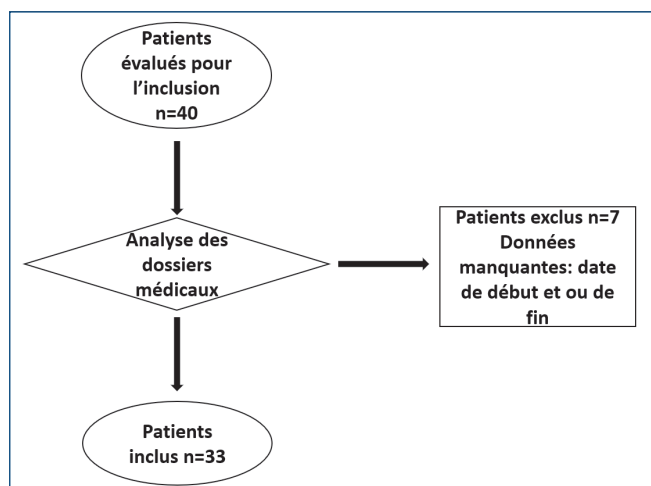 Patients
évalués pour
l’inclusion
n=40
Analyse des
dossiers
médicaux
Patients exclus n=7
Données
manquantes: date
de début et ou de
fin
Patients
inclus n=33